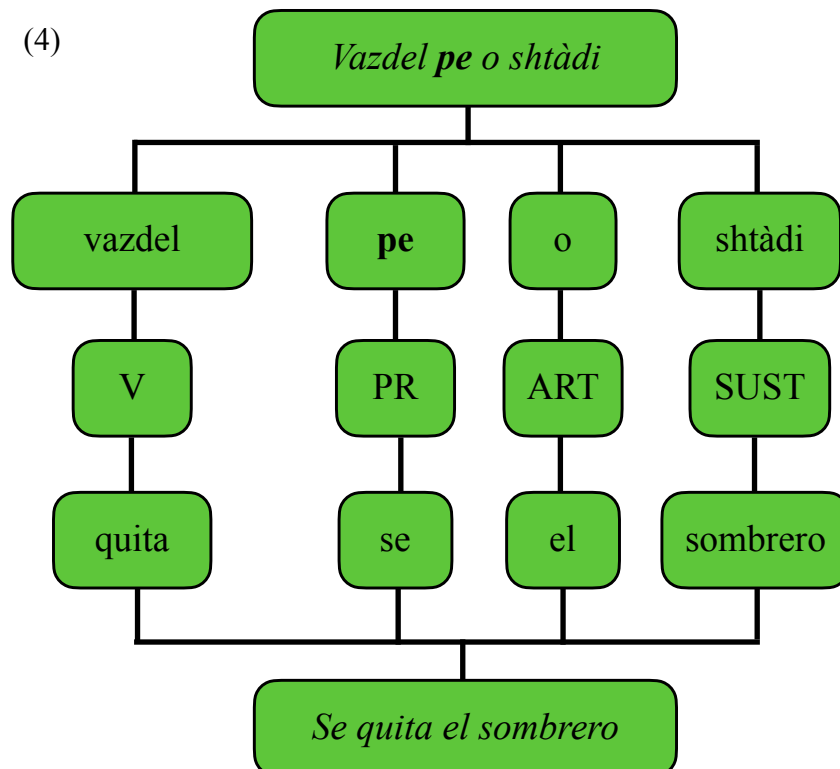 (4)
Vazdel pe o shtàdi
vazdel pe o shtàdi
V PR ART SUST
quita se el sombrero
Se quita el sombrero